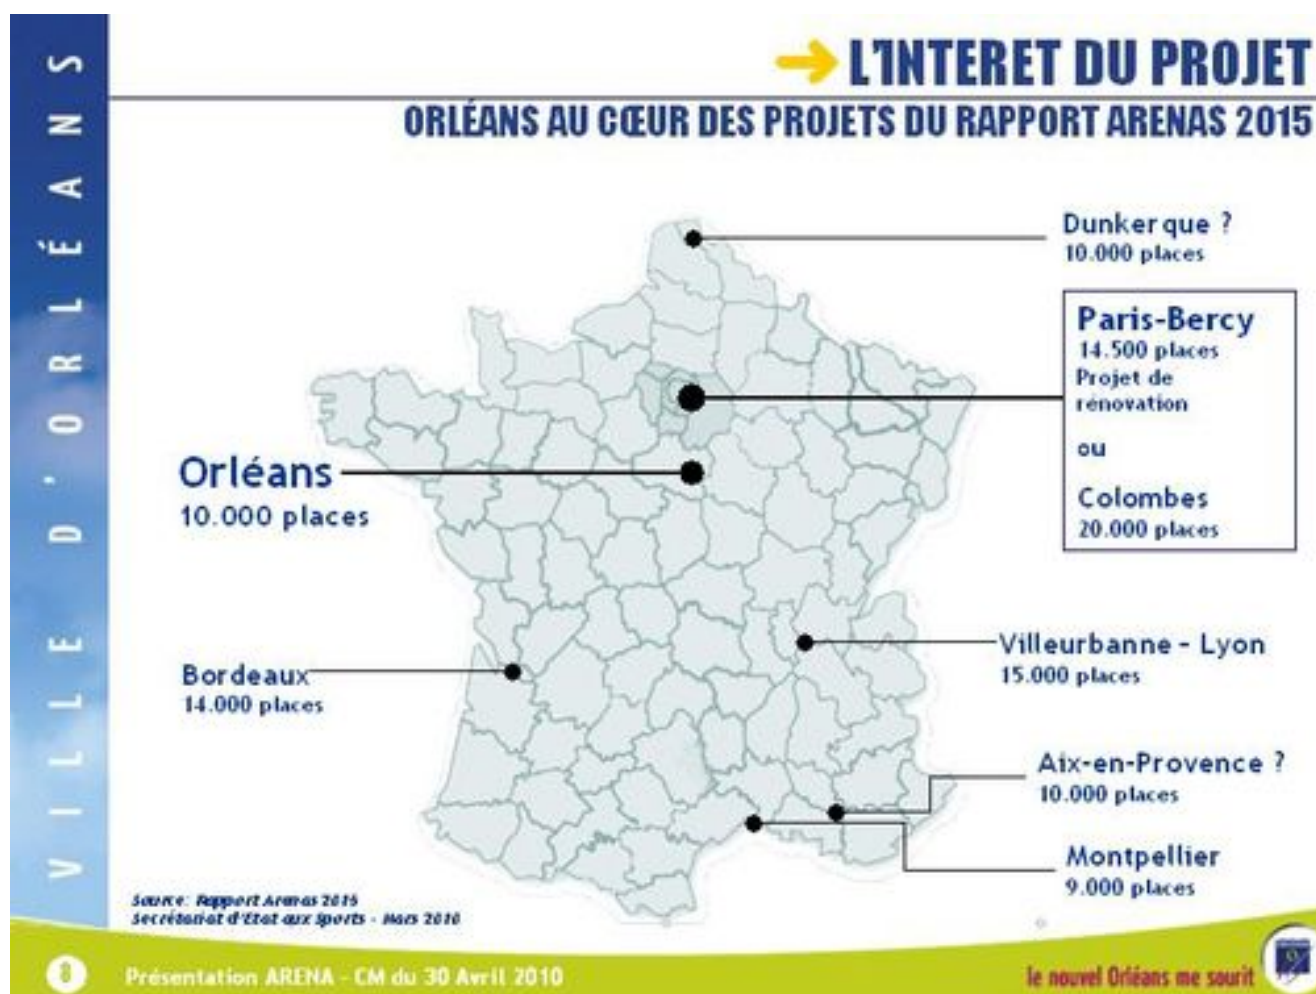 VILLE D'ORLÉANS
L'INTERET DU PROJET
ORLÉANS AU CŒUR DES PROJETS DU RAPPORT ARENAS 2015
Dunkerque ?
10.000 places
Paris-Bercy
14.500 places
Projet de
rénovation
ou
Colombes
20.000 places
Orléans
10.000 places
Villeurbanne - Lyon
15.000 places
Bordeaux
14.000 places
Aix-en-Provence ?
10.000 places
Montpellier
9.000 places
Source: Rapport Arenas 2015
Secrétariat d'Etat aux Sports - Mars 2010
8
Présentation ARENA - CM du 30 Avril 2010
le nouvel Orléans me sourit